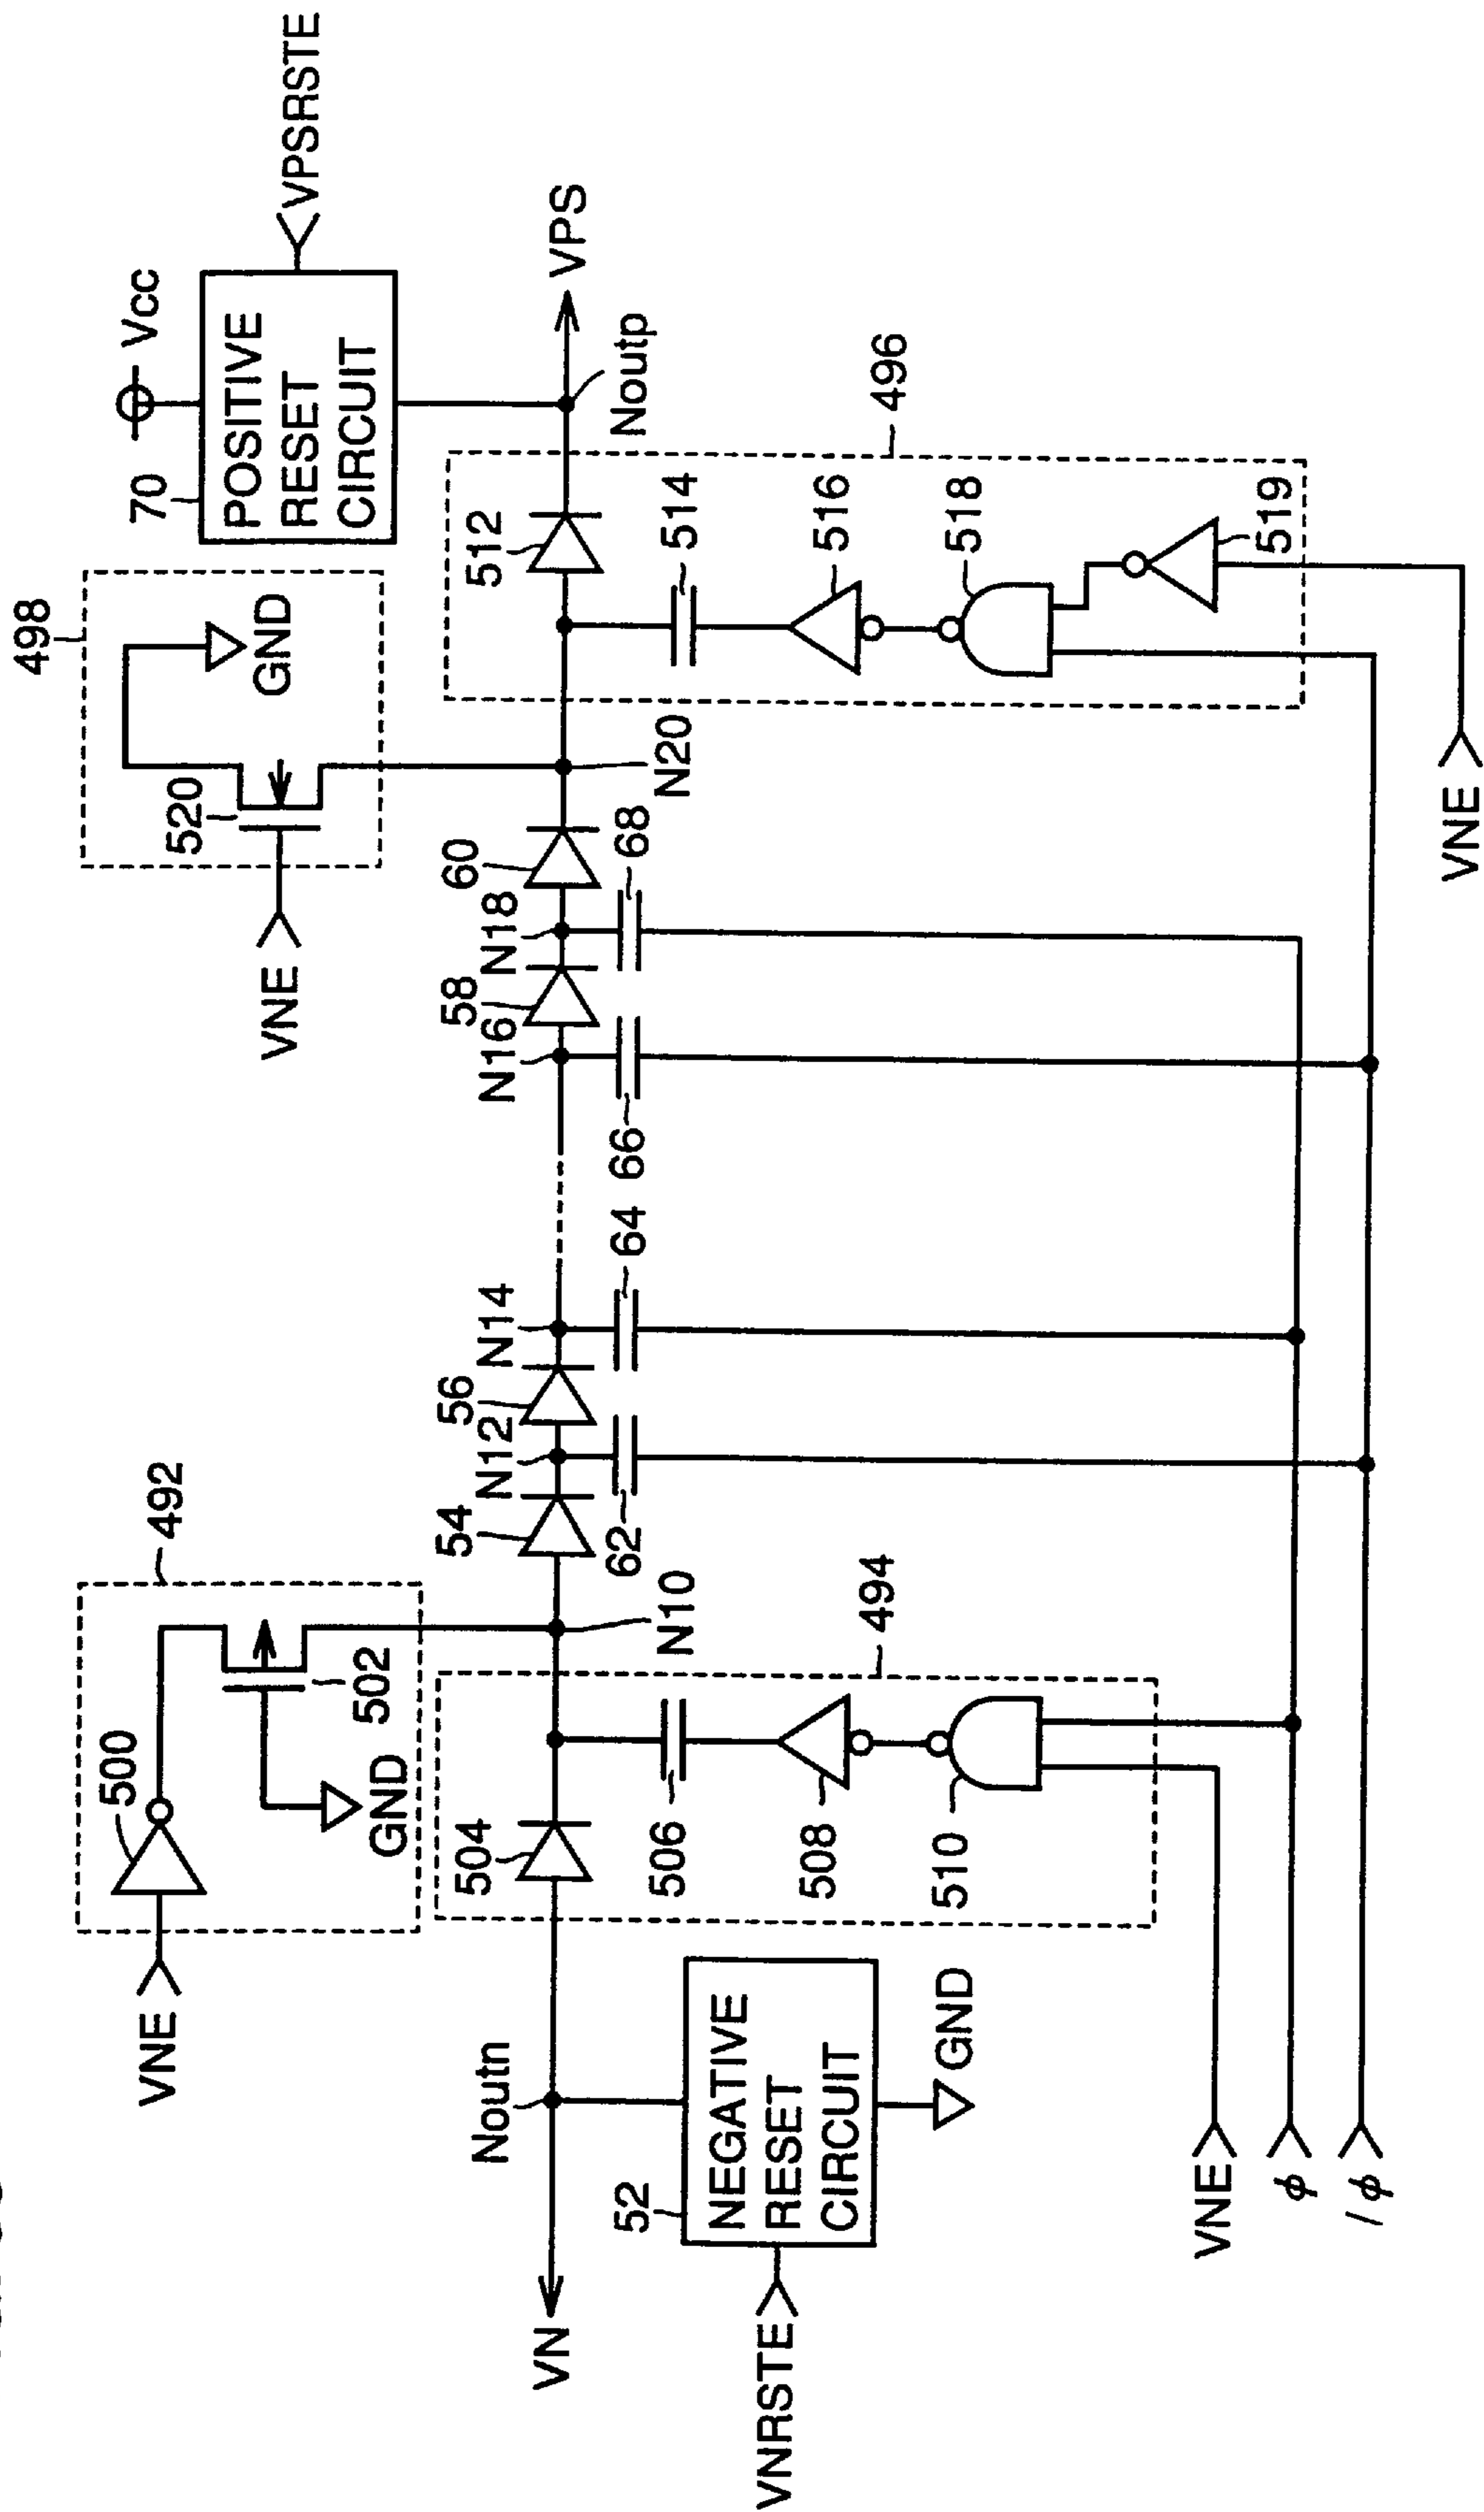 498
500
492
70
Vcc
VNE
520
GND
POSITIVE
RESET
CIRCUIT
VPSRSTE
VNE
502
GND
Noutn
504
54
N12
56
N14
N16
58
N18
60
512
VN
VPS
N10
62
64
66
68
N20
514
Noutp
52
506
NEGATIVE
RESET
CIRCUIT
VNRSTE
508
494
516
496
GND
510
518
VNE
519
φ
/φ
VNE